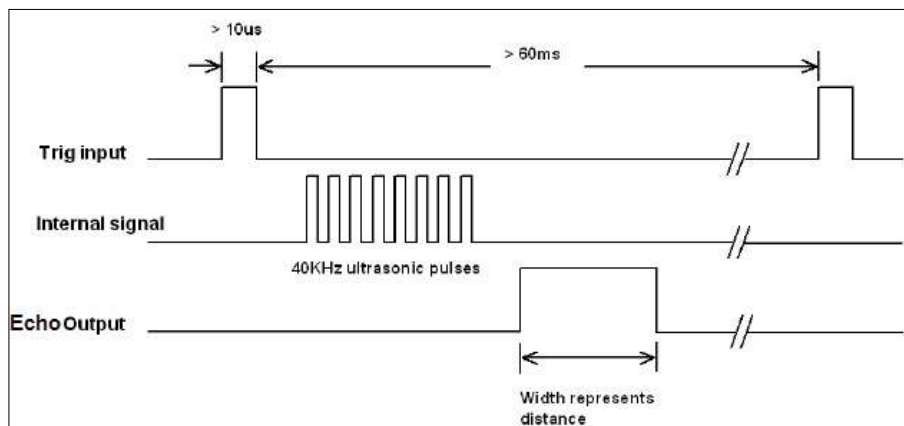 > 10us
> 60ms
Trig input
Internal signal
40KHz ultrasonic pulses
Echo Output
Width represents
distance